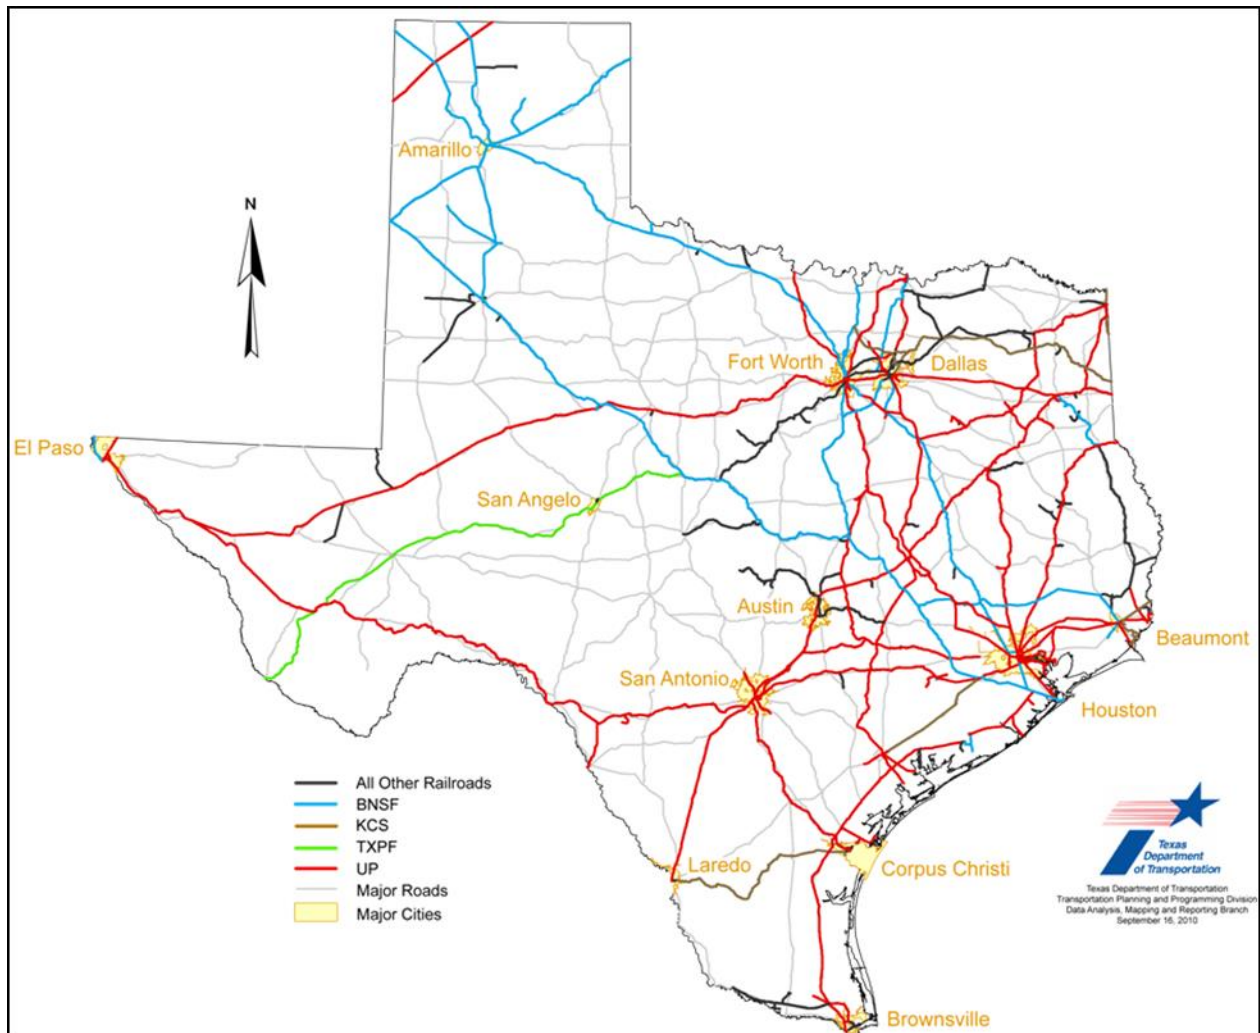 N
Amarillo
Fort Worth
Dallas
El Paso
San Angelo
Austin
Beaumont
San Antonio
Houston
All Other Railroads
BNSF
KCS
TXPF
UP
Major Roads
Major Cities
Laredo
Corpus Christi
Brownsville
Texas
Department
of Transportation
Texas Department of Transportation
Transportation Planning and Programming Division
Data Analysis, Mapping and Reporting Branch
September 16, 2010